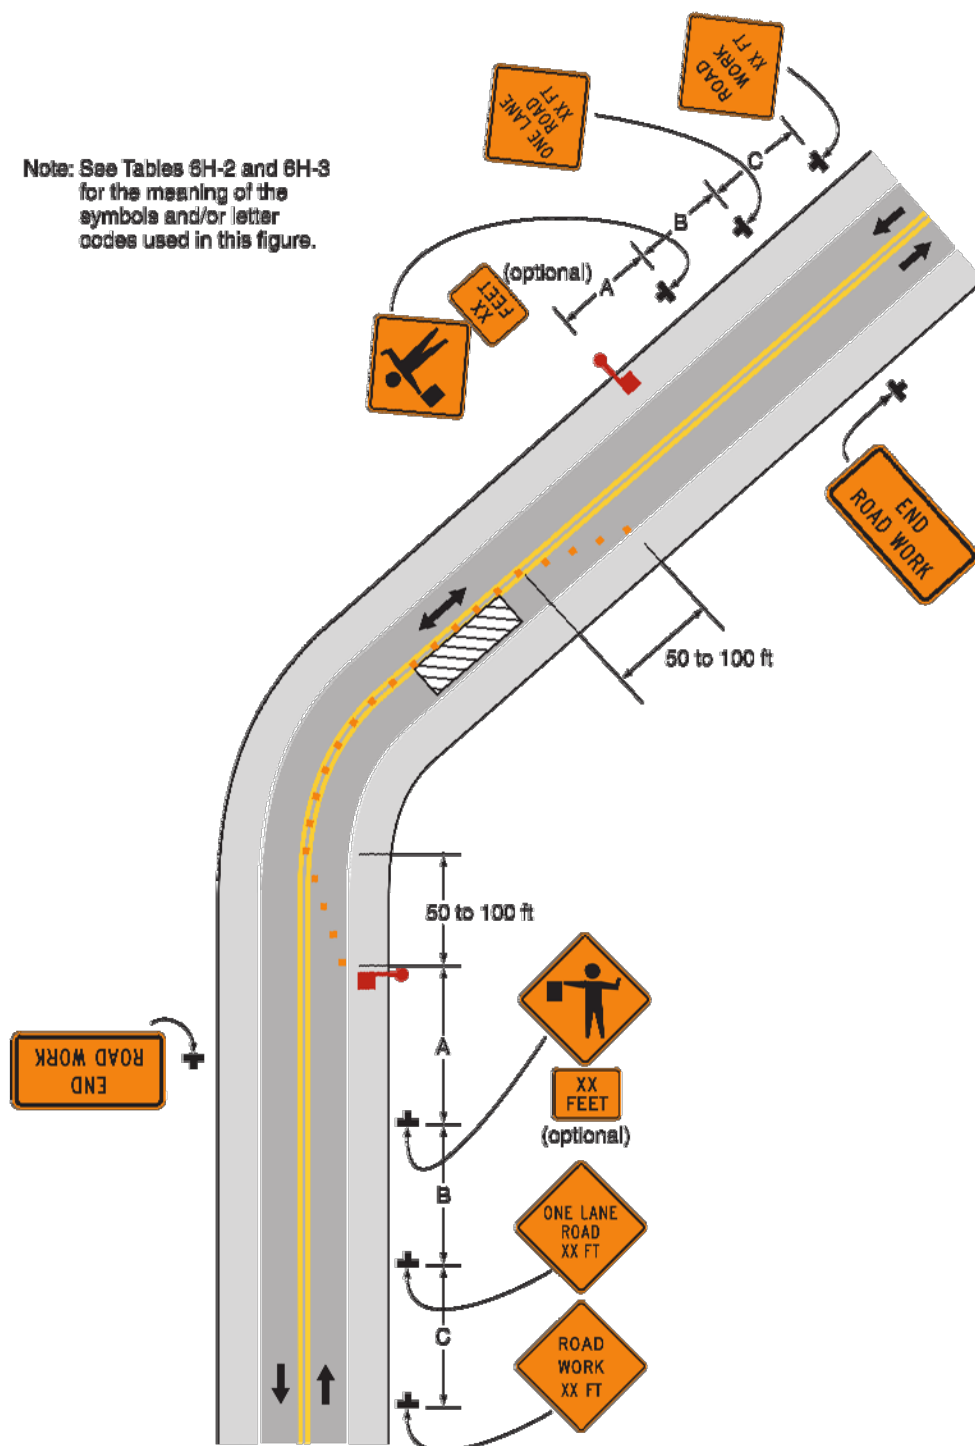 ROAD
WORK
XX FT
ONE LANE
ROAD
XX FT
Note: See Tables 6H-2 and 6H-3
for the meaning of the
symbols and/or letter
codes used in this figure.
C
B
A
(optional)
XX
FEET
END
ROAD WORK
50 to 100 ft
50 to 100 ft
A
END
ROAD WORK
XX
FEET
(optional)
B
ONE LANE
ROAD
XX FT
C
ROAD
WORK
XX FT